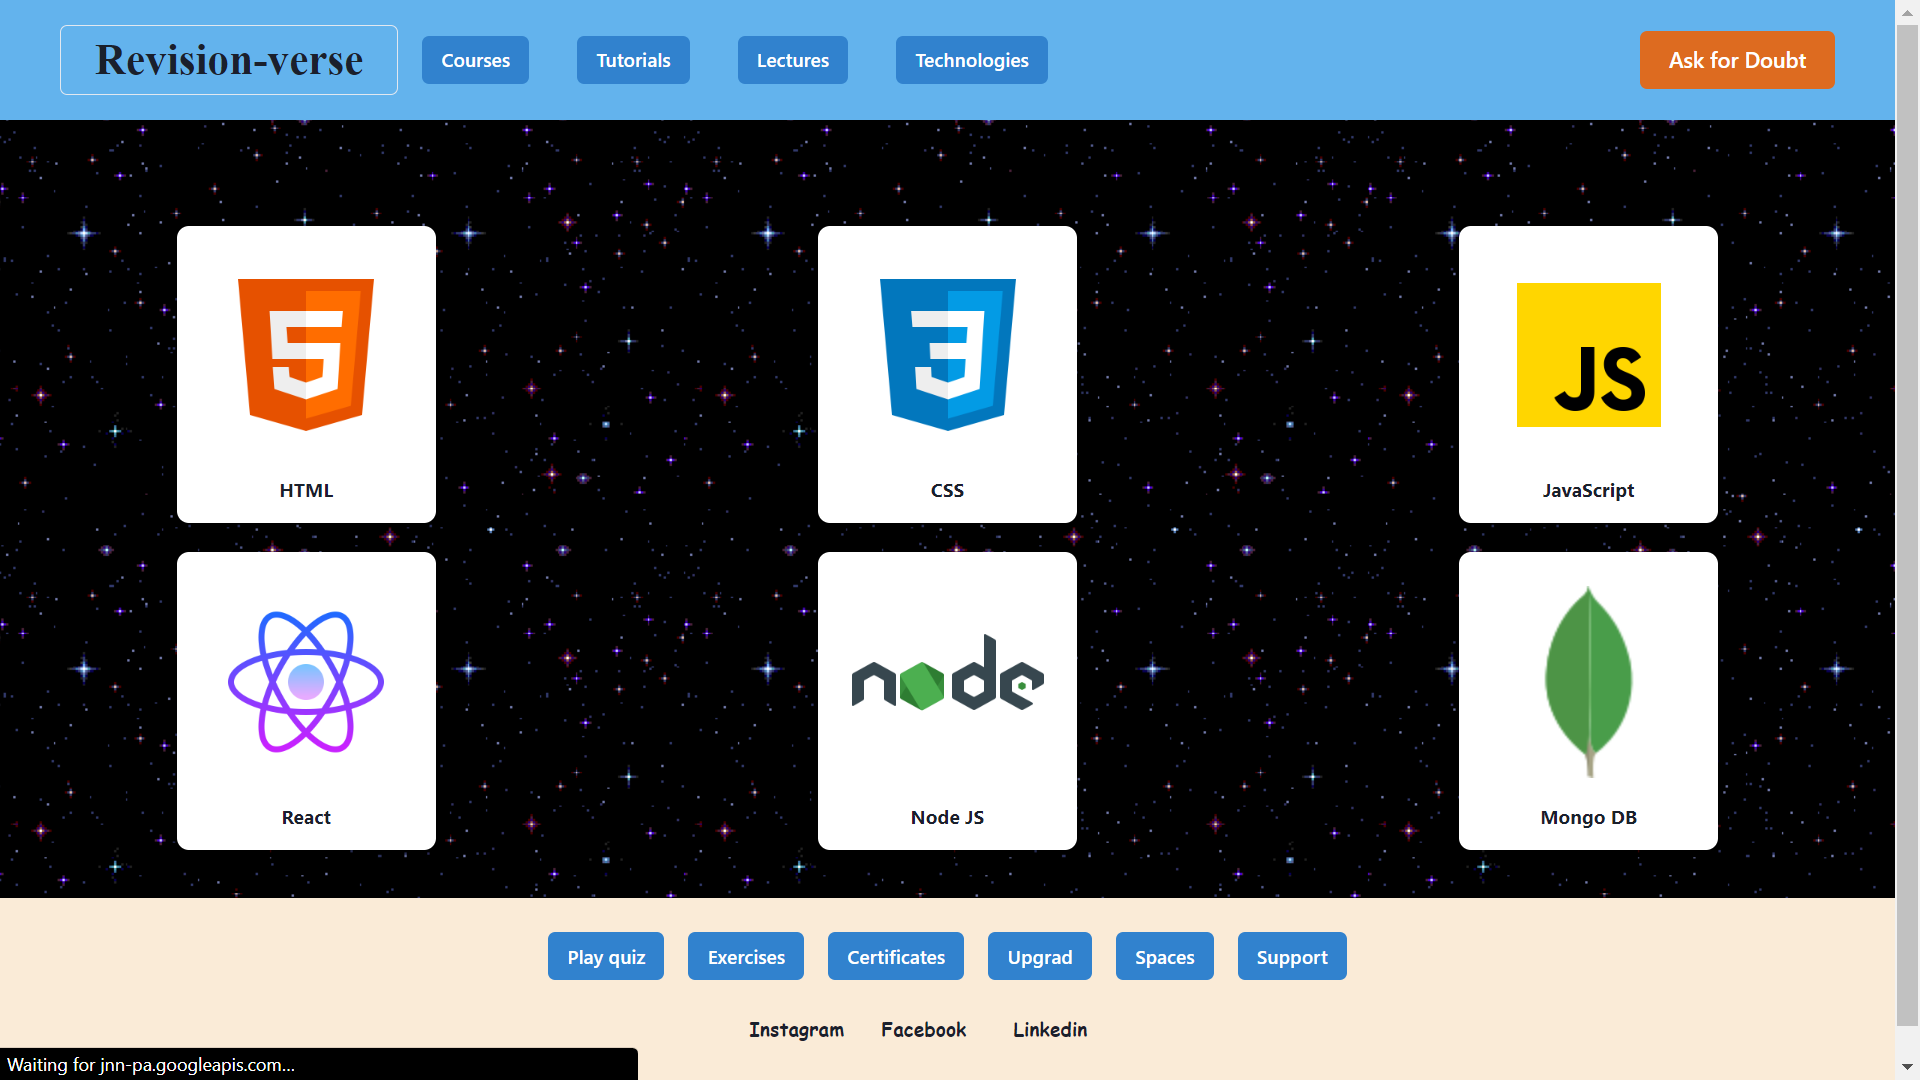 Revision-verse Courses Tutorials Lectures Technologies Ask for Doubt
5 3 JS
HTML CSS JavaScript
node
React Node JS Mongo DB
Play quiz Exercises Certificates Upgrad Spaces Support
Instagram Facebook Linkedin
Waiting for jnn-pa.googleapis.com...